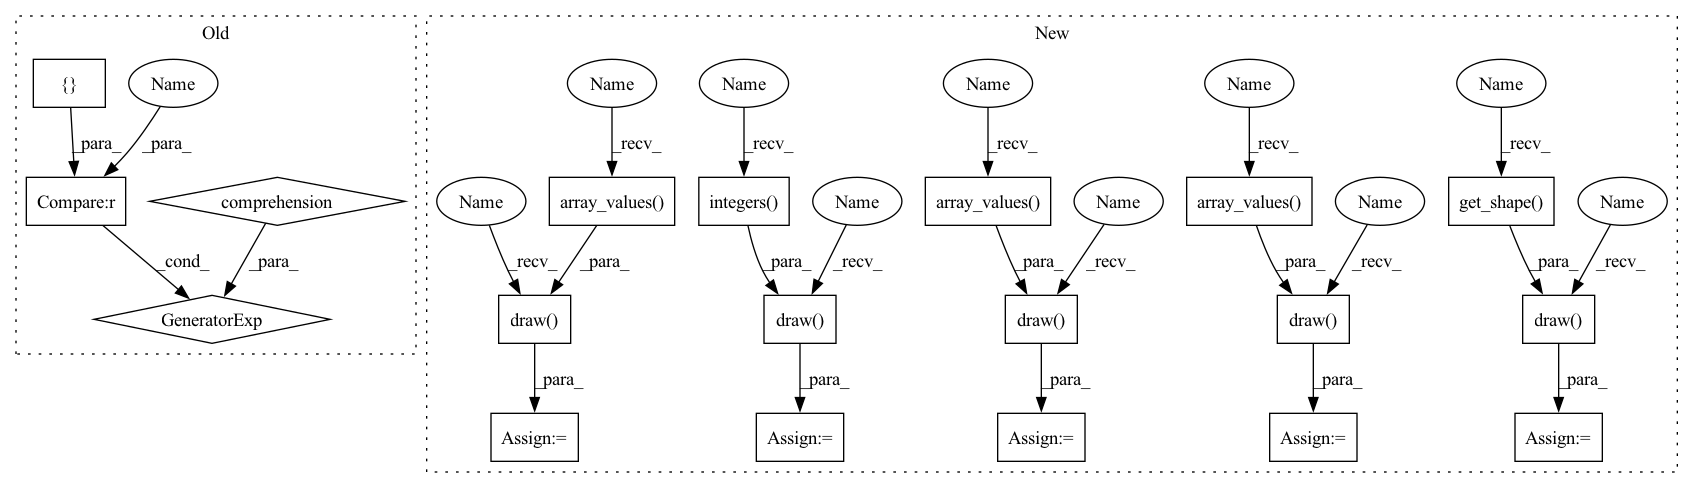 Old
New
{}
Name
Name
Name
Name
Name
Name
_para_
_para_
_recv_
_recv_
_recv_
_recv_
_recv_
Compare:r
comprehension
Name
array_values()
integers()
Name
array_values()
Name
array_values()
Name
get_shape()
Name
_cond_
_para_
_recv_
_para_
_para_
_recv_
_para_
_recv_
_para_
_recv_
_para_
_recv_
GeneratorExp
draw()
draw()
draw()
draw()
draw()
_para_
_para_
_para_
_para_
_para_
Assign:=
Assign:=
Assign:=
Assign:=
Assign:=